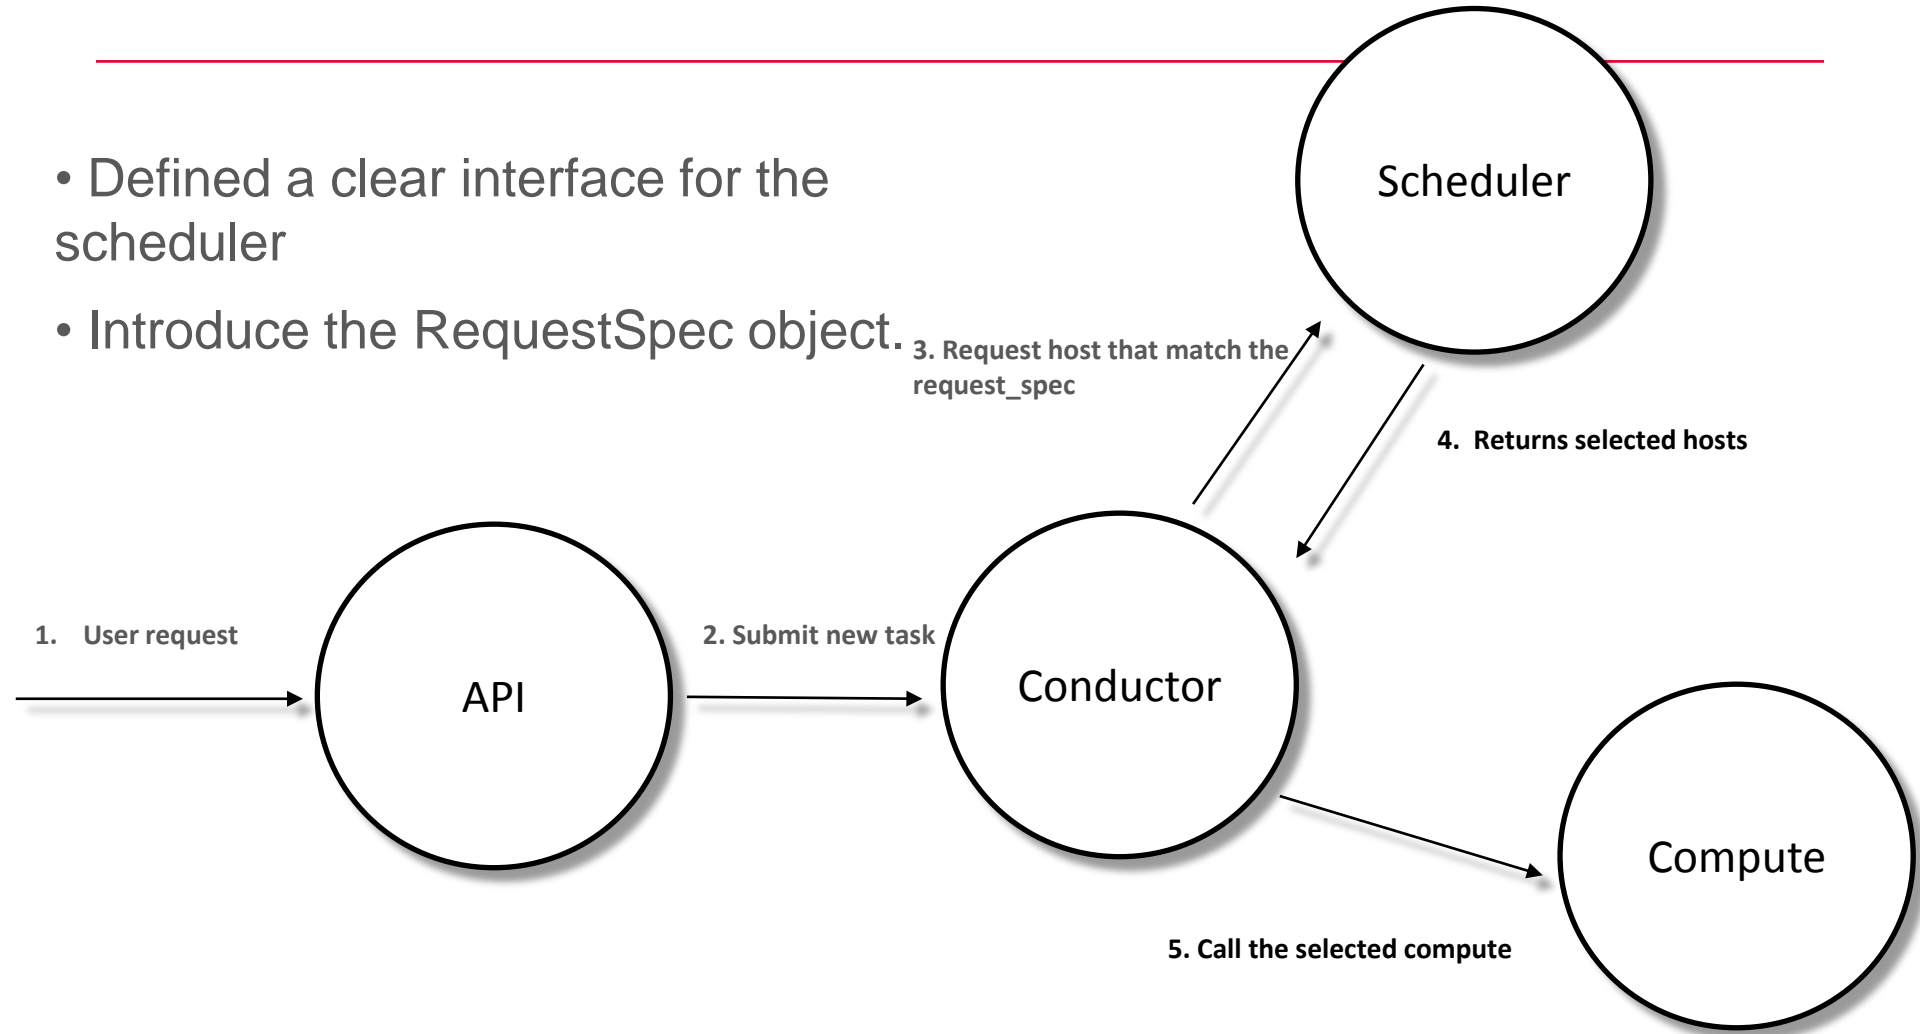 • Defined a clear interface for the
scheduler
• Introduce the RequestSpec object.
Scheduler
3. Request host that match the
request_spec
4. Returns selected hosts
1. User request
2. Submit new task
API
Conductor
Compute
5. Call the selected compute